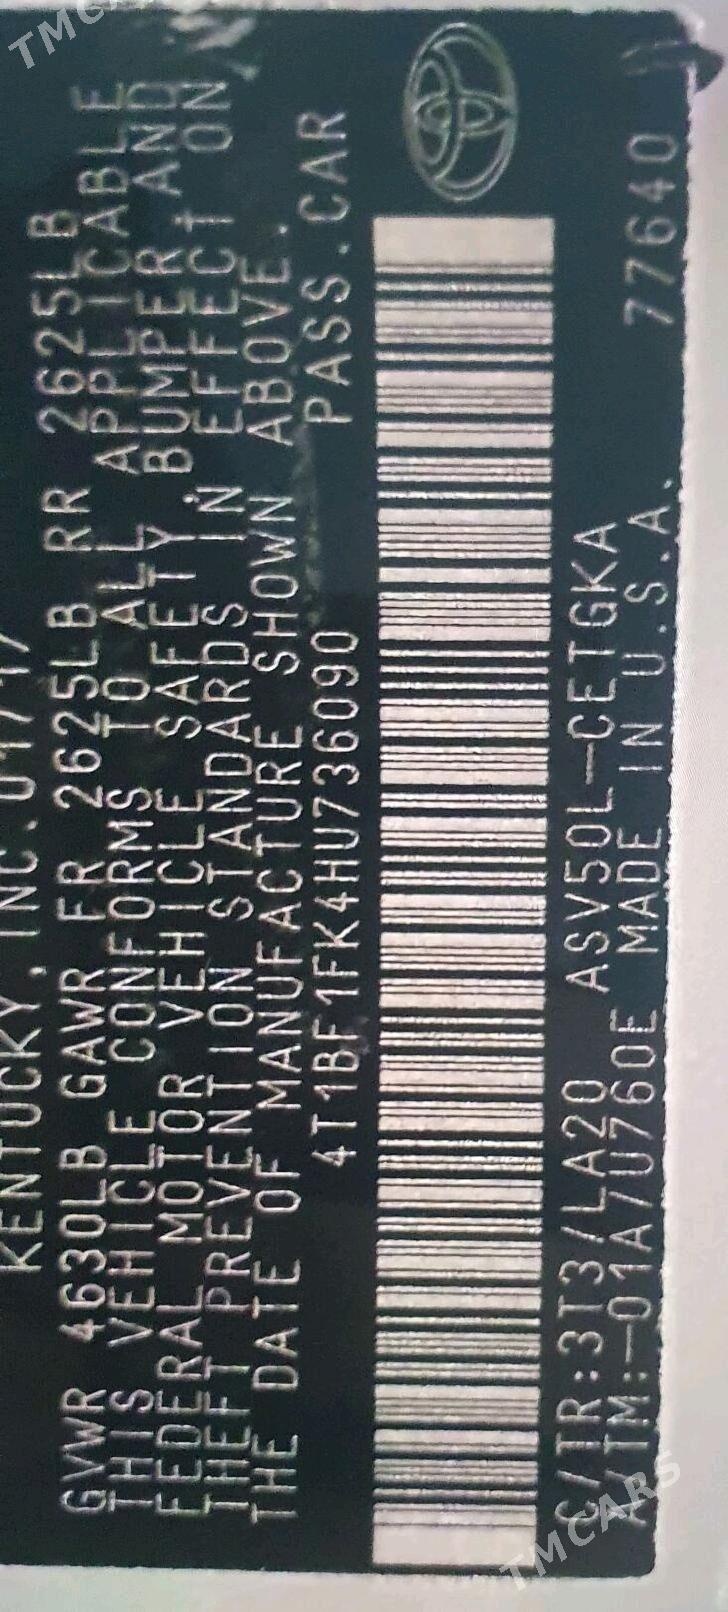 KENTUCKY, INC. 01/17
GVWR 4630LB GAWR FR 2625LB RR 2625LB
THIS VEHICLE CONFORMS TO ALL APPLICABLE
FEDERAL MOTOR VEHICLE SAFETY, BUMPER AND
THEFT PREVENTION STANDARDS IN EFFECT ON
THE DATE OF MANUFACTURE SHOWN ABOVE.
4T1BF1FK4HU736090 PASS.CAR
C/TR:3T3/LA20 ASV50L-CETGKA
A/TM:-01A/U760E MADE IN U.S.A. 77640
TMCARS